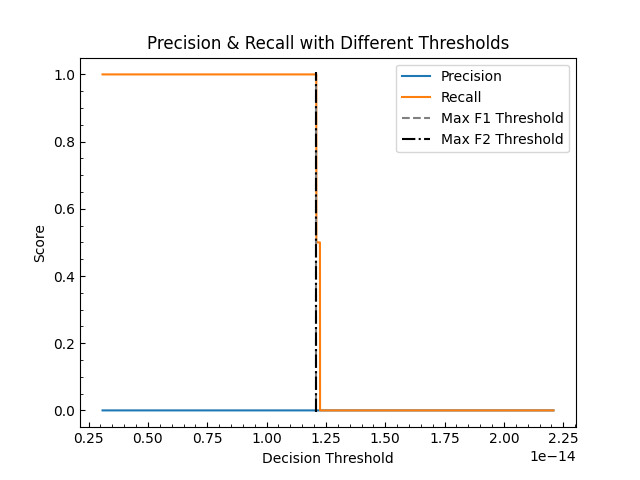 Precision & Recall with Different Thresholds
Precision
Recall
Max F1 Threshold
Max F2 Threshold
1.0
0.8
0.6
0.4
0.2
0.0
Score
0.25 0.50 0.75 1.00 1.25 1.50 1.75 2.00 2.25
1e−14
Decision Threshold